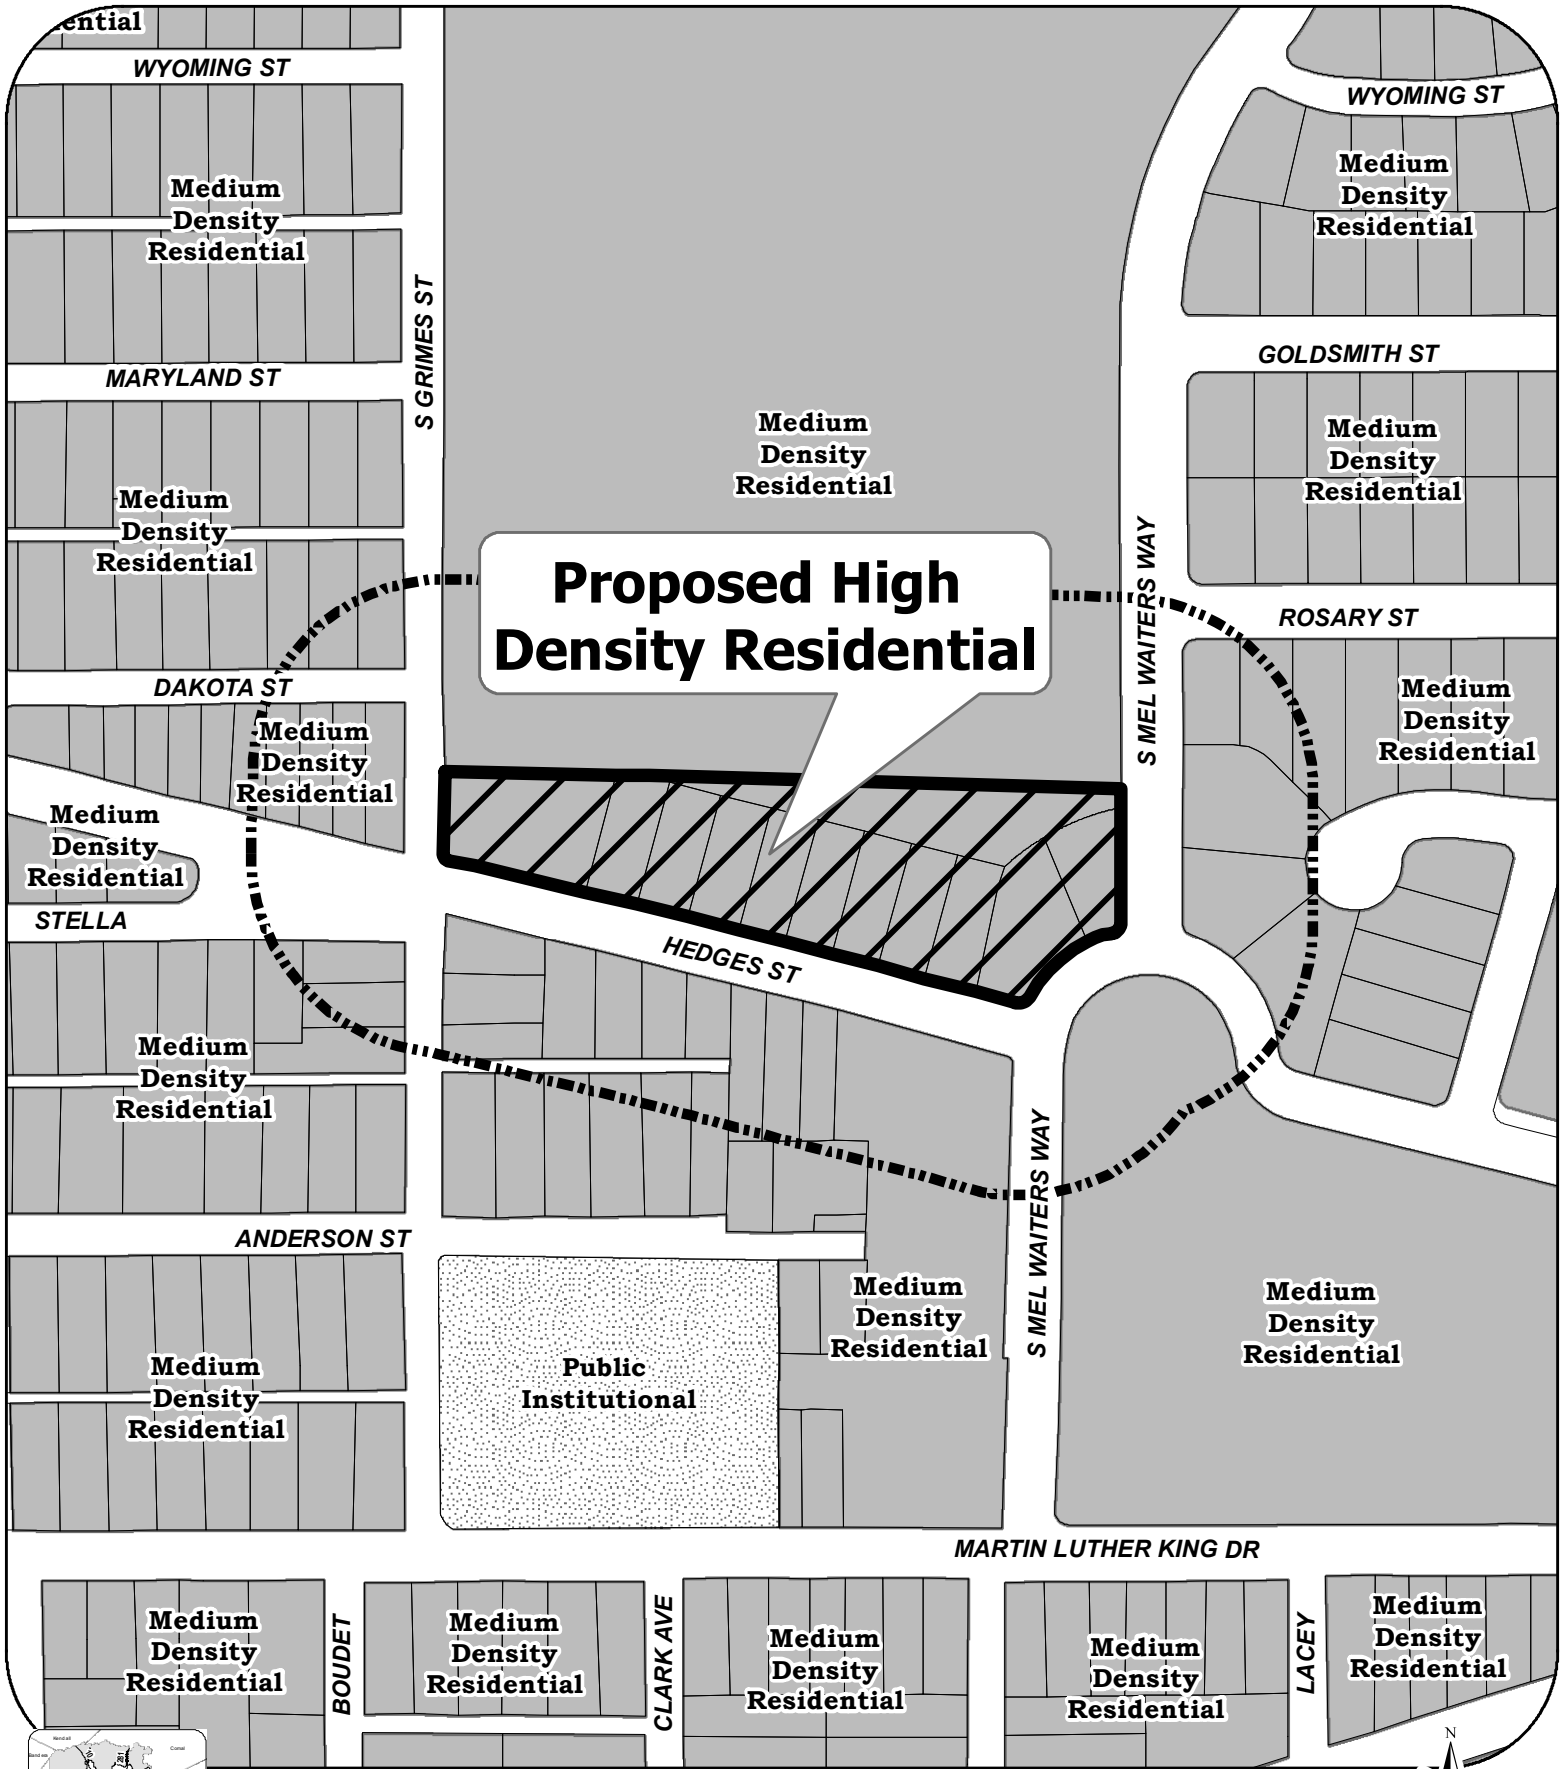 ential
WYOMING ST
WYOMING ST
Medium
Density
Residential
Medium
Density
Residential
S GRIMES ST
GOLDSMITH ST
MARYLAND ST
Medium
Density
Residential
Medium
Density
Residential
Medium
Density
Residential
S MEL WAITERS WAY
Proposed High
Density Residential
ROSARY ST
DAKOTA ST
Medium
Density
Residential
Medium
Density
Residential
Medium
Density
Residential
STELLA
HEDGES ST
Medium
Density
Residential
S MEL WAITERS WAY
ANDERSON ST
Medium
Density
Residential
Medium
Density
Residential
Public
Institutional
Medium
Density
Residential
MARTIN LUTHER KING DR
Medium
Density
Residential
BOUDET
Medium
Density
Residential
CLARK AVE
Medium
Density
Residential
Medium
Density
Residential
LACEY
Medium
Density
Residential
Kendall
Comal
Bandera
281
N